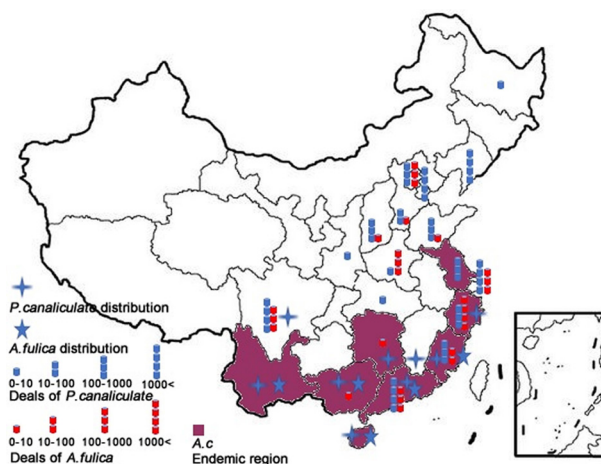 P.canaliculate distribution
A.fulica distribution
0-10 10-100 100-1000 1000<
Deals of P.canaliculate
0-10 10-100 100-1000 1000<
Deals of A.fulica
A.c
Endemic region